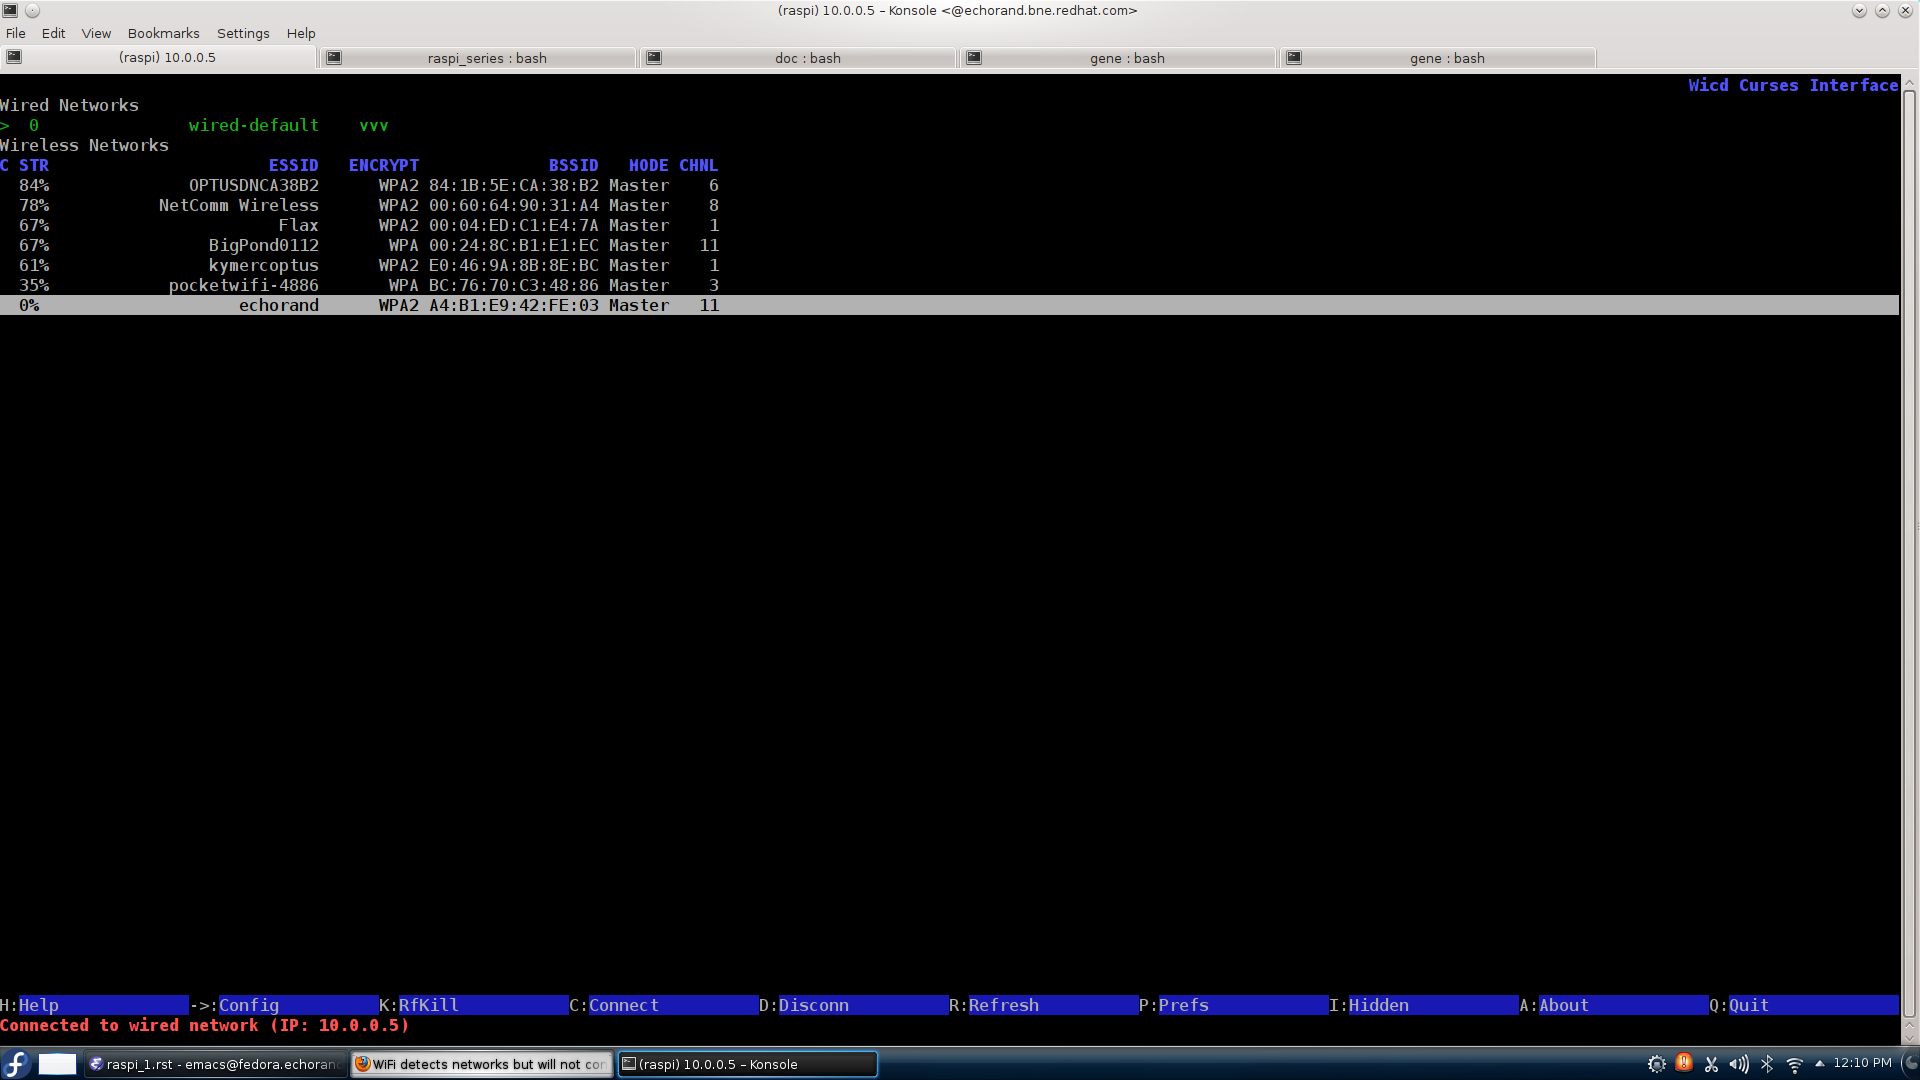 (raspi) 10.0.0.5 – Konsole <@echorand.bne.redhat.com>
File Edit View Bookmarks Settings Help
(raspi) 10.0.0.5 raspi_series : bash doc : bash gene : bash gene : bash
Wicd Curses Interface
Wired Networks
> 0 wired-default vvv
Wireless Networks
C STR ESSID ENCRYPT BSSID MODE CHNL
84% OPTUSDNCA38B2 WPA2 84:1B:5E:CA:38:B2 Master 6
78% NetComm Wireless WPA2 00:60:64:90:31:A4 Master 8
67% Flax WPA2 00:04:ED:C1:E4:7A Master 1
67% BigPond0112 WPA 00:24:8C:B1:E1:EC Master 11
61% kymercoptus WPA2 E0:46:9A:8B:8E:BC Master 1
35% pocketwifi-4886 WPA BC:76:70:C3:48:86 Master 3
0% echorand WPA2 A4:B1:E9:42:FE:03 Master 11
H:Help ->:Config K:RfKill C:Connect D:Disconn R:Refresh P:Prefs I:Hidden A:About Q:Quit
Connected to wired network (IP: 10.0.0.5)
raspi_1.rst - emacs@fedora.echoran WiFi detects networks but will not con (raspi) 10.0.0.5 – Konsole 12:10 PM